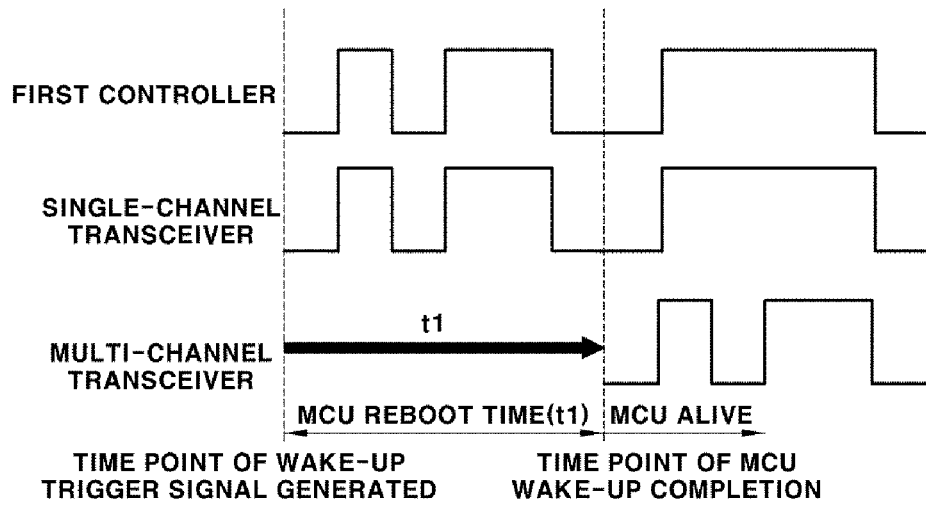 FIRST CONTROLLER
SINGLE-CHANNEL
TRANSCEIVER
t1
MULTI-CHANNEL
TRANSCEIVER
MCU REBOOT TIME(t1)
MCU ALIVE
TIME POINT OF WAKE-UP
TRIGGER SIGNAL GENERATED
TIME POINT OF MCU
WAKE-UP COMPLETION